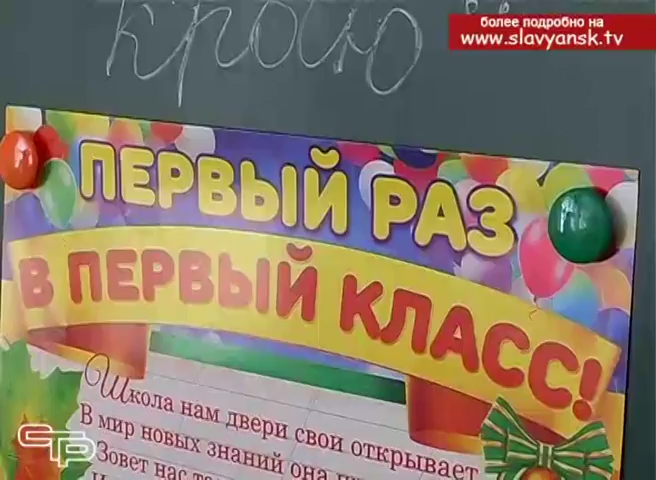 более подробно на
www.slavyansk.tv
крою
ПЕРВЫЙ РАЗ
В ПЕРВЫЙ КЛАСС!
Школа нам двери свои открывает
В мир новых знаний она
Зовет нас
СТР